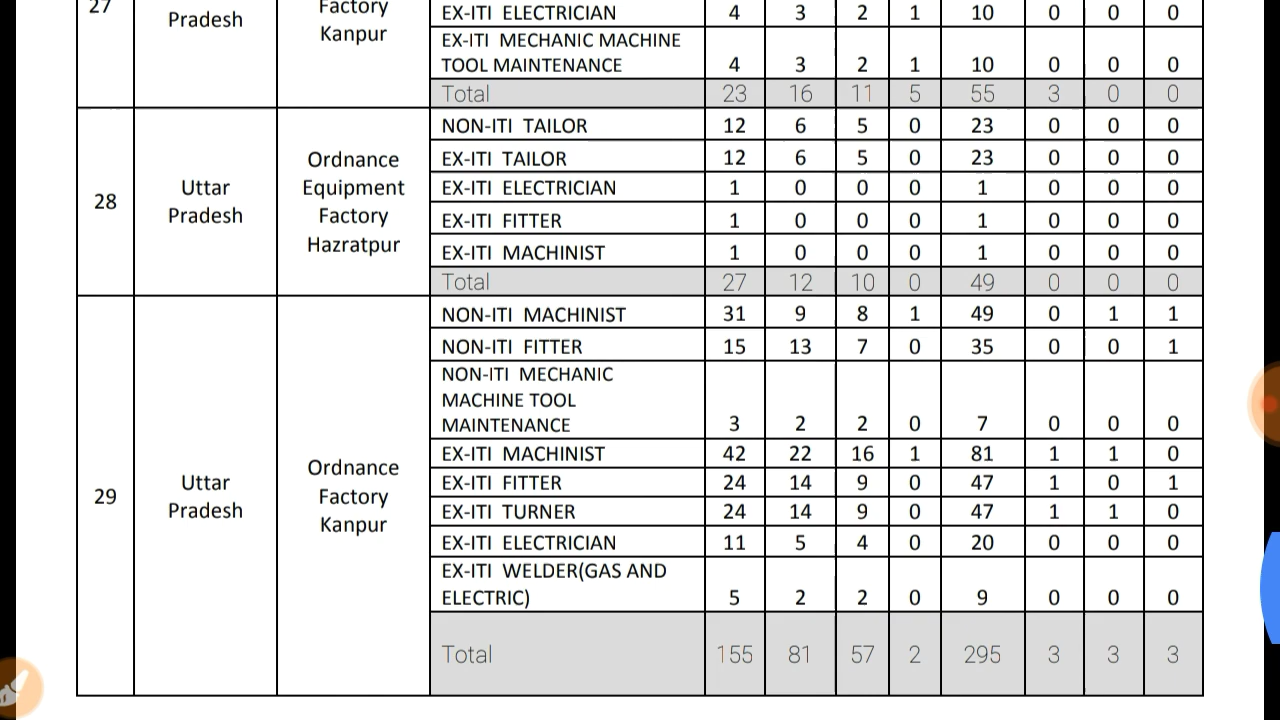 27 Pradesh Factory Kanpur
EX-ITI ELECTRICIAN 4 3 2 1 10 0 0 0
EX-ITI MECHANIC MACHINE
TOOL MAINTENANCE 4 3 2 1 10 0 0 0
Total 23 16 11 5 55 3 0 0
28
Uttar
Pradesh
Ordnance
Equipment
Factory
Hazratpur
NON-ITI TAILOR 12 6 5 0 23 0 0 0
EX-ITI TAILOR 12 6 5 0 23 0 0 0
EX-ITI ELECTRICIAN 1 0 0 0 1 0 0 0
EX-ITI FITTER 1 0 0 0 1 0 0 0
EX-ITI MACHINIST 1 0 0 0 1 0 0 0
Total 27 12 10 0 49 0 0 0
29
Uttar
Pradesh
Ordnance
Factory
Kanpur
NON-ITI MACHINIST 31 9 8 1 49 0 1 1
NON-ITI FITTER 15 13 7 0 35 0 0 1
NON-ITI MECHANIC
MACHINE TOOL
MAINTENANCE 3 2 2 0 7 0 0 0
EX-ITI MACHINIST 42 22 16 1 81 1 1 0
EX-ITI FITTER 24 14 9 0 47 1 0 1
EX-ITI TURNER 24 14 9 0 47 1 1 0
EX-ITI ELECTRICIAN 11 5 4 0 20 0 0 0
EX-ITI WELDER(GAS AND
ELECTRIC) 5 2 2 0 9 0 0 0
Total 155 81 57 2 295 3 3 3